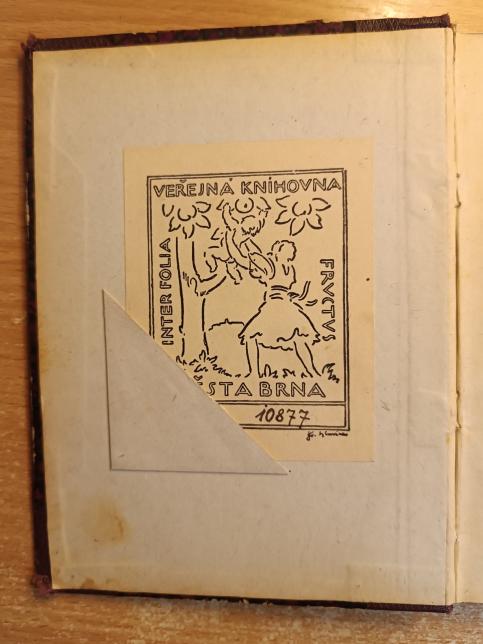 VEŘEJNÁ KNIHOVNA
INTER FOLIA
FRVCTVS
STA BRNA
10877